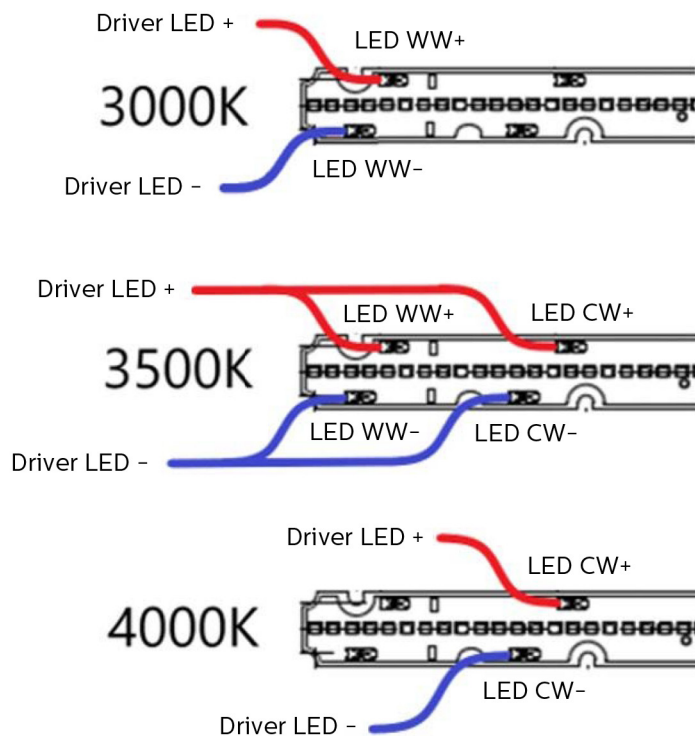 Driver LED +
LED WW+
3000K
LED WW-
Driver LED -
Driver LED +
LED WW+
LED CW+
3500K
LED WW-
LED CW-
Driver LED -
Driver LED +
LED CW+
4000K
LED CW-
Driver LED -